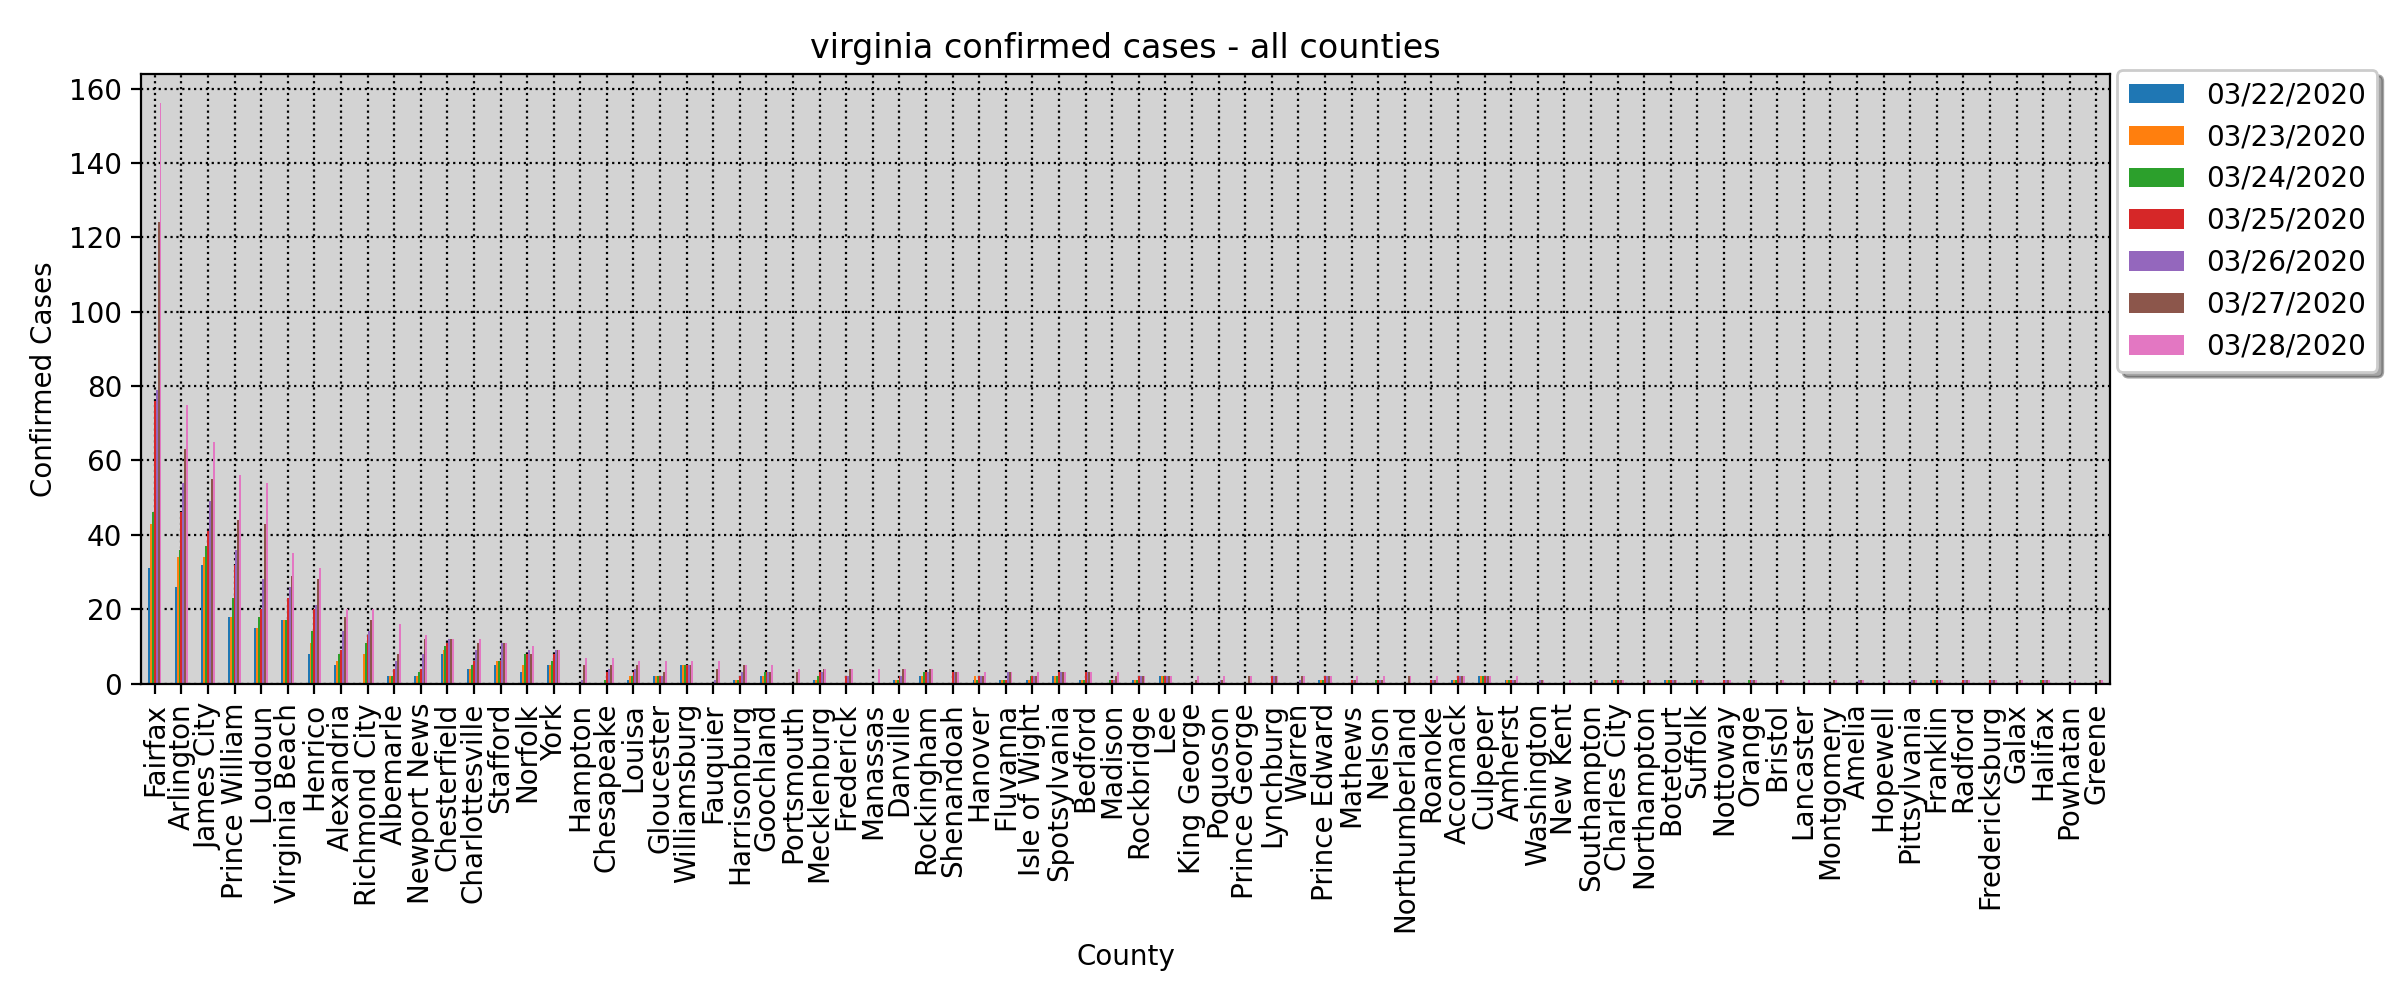 virginia confirmed cases - all counties
160
140
120
100
80
60
40
20
0
Confirmed Cases
03/22/2020
03/23/2020
03/24/2020
03/25/2020
03/26/2020
03/27/2020
03/28/2020
Fairfax
Arlington
James City
Prince William
Loudoun
Virginia Beach
Henrico
Alexandria
Richmond City
Albemarle
Newport News
Chesterfield
Charlottesville
Stafford
Norfolk
York
Hampton
Chesapeake
Louisa
Gloucester
Williamsburg
Fauquier
Harrisonburg
Goochland
Portsmouth
Mecklenburg
Frederick
Manassas
Danville
Rockingham
Shenandoah
Hanover
Fluvanna
Isle of Wight
Spotsylvania
Bedford
Madison
Rockbridge
Lee
King George
Poquoson
Prince George
Lynchburg
Warren
Prince Edward
Mathews
Nelson
Northumberland
Roanoke
Accomack
Culpeper
Amherst
Washington
New Kent
Southampton
Charles City
Northampton
Botetourt
Suffolk
Nottoway
Orange
Bristol
Lancaster
Montgomery
Amelia
Hopewell
Pittsylvania
Franklin
Radford
Fredericksburg
Galax
Halifax
Powhatan
Greene
County